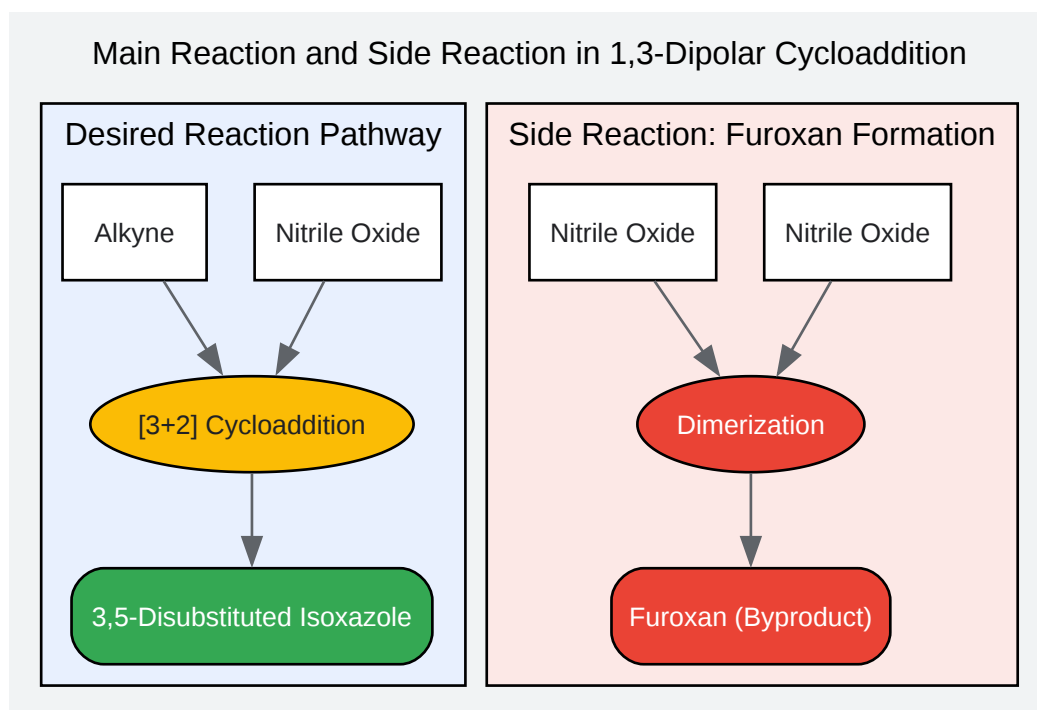 Main Reaction and Side Reaction in 1,3-Dipolar Cycloaddition
Desired Reaction Pathway
Alkyne
Nitrile Oxide
[3+2] Cycloaddition
3,5-Disubstituted Isoxazole
Side Reaction: Furoxan Formation
Nitrile Oxide
Nitrile Oxide
Dimerization
Furoxan (Byproduct)